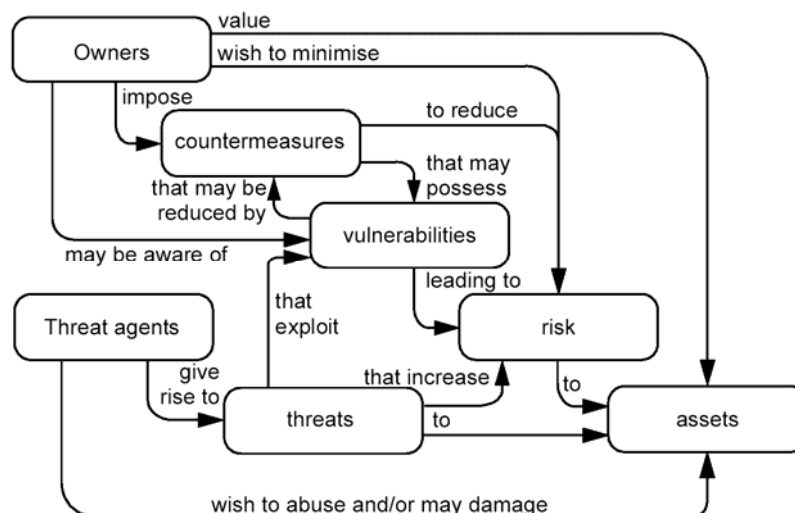 value
Owners
wish to minimise
impose
to reduce
countermeasures
that may
possess
that may be
reduced by
vulnerabilities
may be aware of
leading to
that
exploit
Threat agents
risk
give
rise to
that increase
to
threats
to
assets
wish to abuse and/or may damage